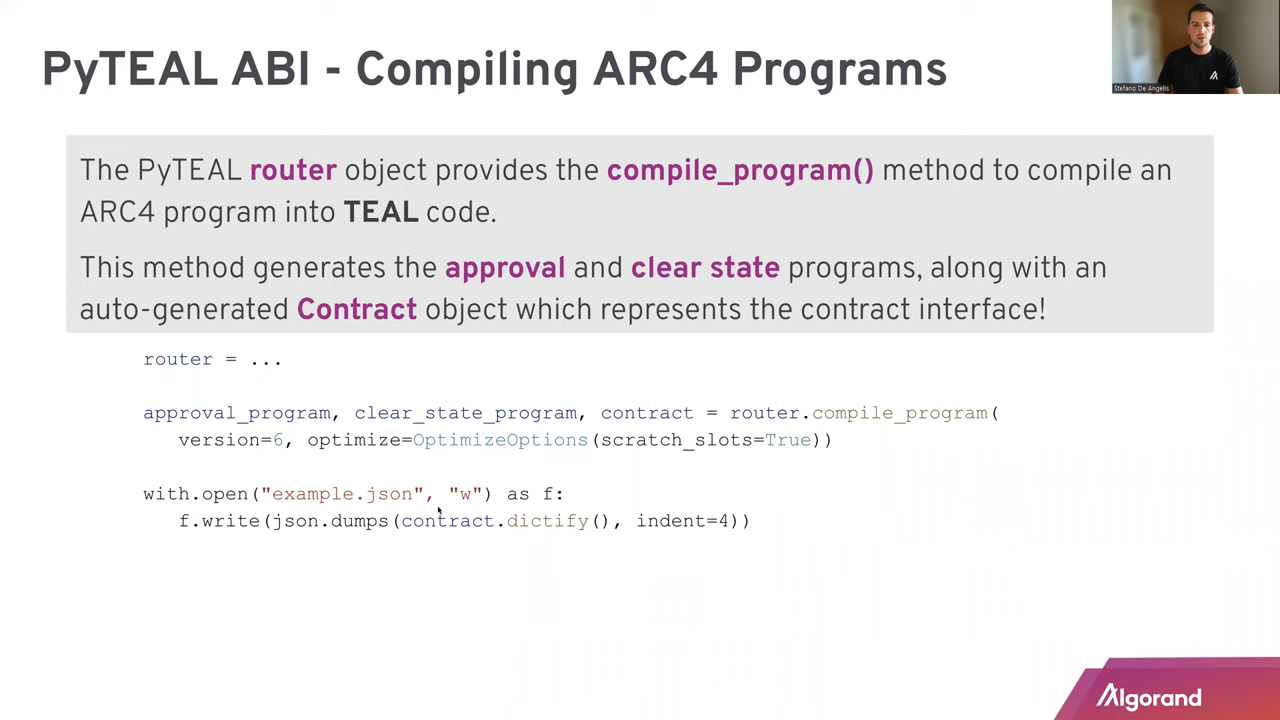 PyTEAL ABI - Compiling ARC4 Programs
Stefano De Angelis
The PyTEAL router object provides the compile_program() method to compile an
ARC4 program into TEAL code.
This method generates the approval and clear state programs, along with an
auto-generated Contract object which represents the contract interface!
router = ...
approval_program, clear_state_program, contract = router.compile_program(
version=6, optimize=OptimizeOptions(scratch_slots=True))
with.open("example.json", "w") as f:
f.write(json.dumps(contract.dictify(), indent=4))
Algorand